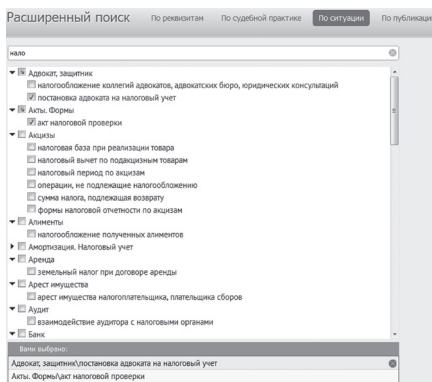 Расширенный поиск По реквизитам По судебной практике По ситуации По публикаци
нало
Адвокат, защитник
налогообложение коллегий адвокатов, адвокатских бюро, юридических консультаций
постановка адвоката на налоговый учет
Акты. Формы
акт налоговой проверки
Акцизы
налоговая база при реализации товара
налоговый вычет по подакцизным товарам
налоговый период по акцизам
операции, не подлежащие налогообложению
сумма налога, подлежащая возврату
формы налоговой отчетности по акцизам
Алименты
налогообложение полученных алиментов
Амортизация. Налоговый учет
Аренда
земельный налог при договоре аренды
Арест имущества
арест имущества налогоплательщика, плательщика сборов
Аудит
взаимодействие аудитора с налоговыми органами
Банк
Вами выбрано:
Адвокат, защитник\постановка адвоката на налоговый учет
Акты. Формы\акт налоговой проверки